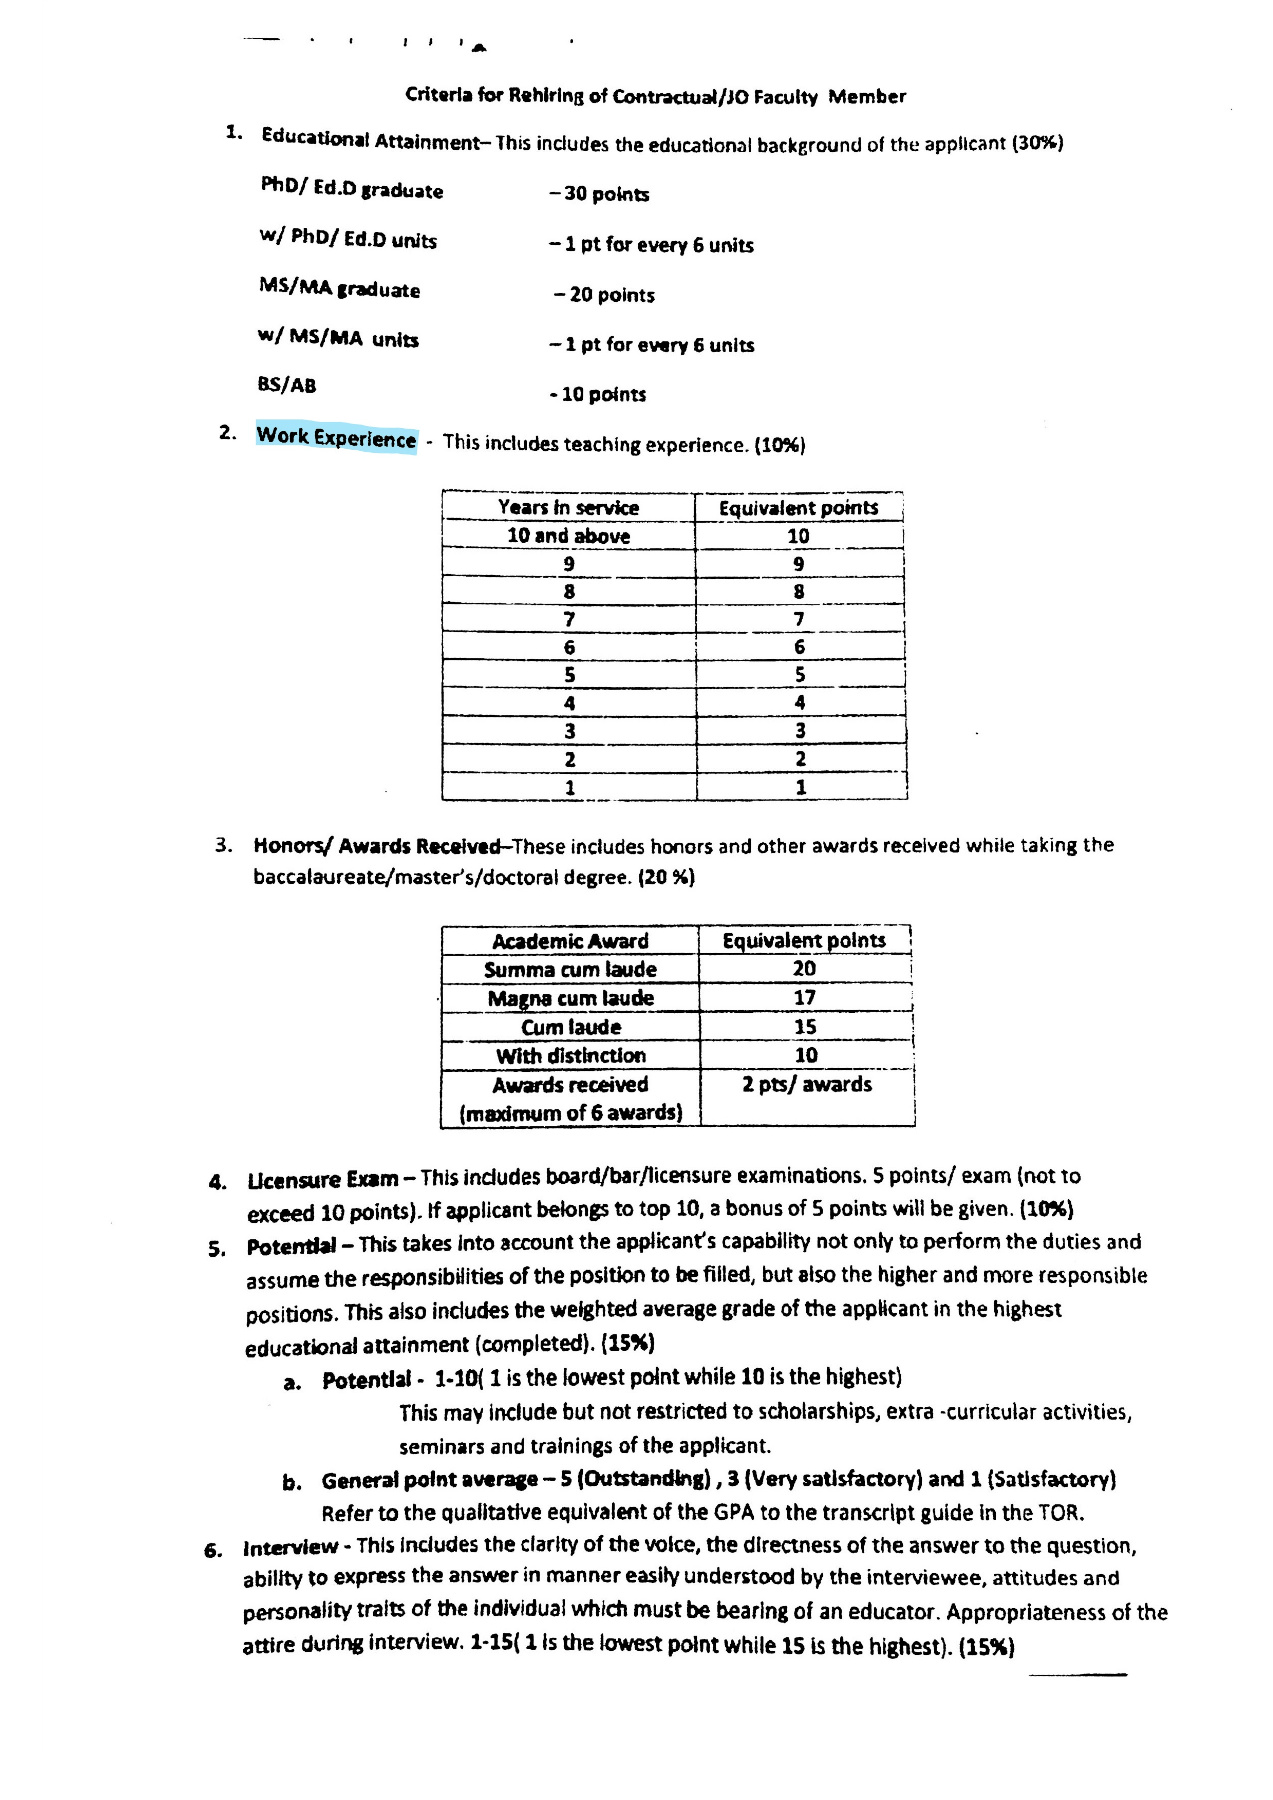 Criteria for Rehiring of Contractual/JO Faculty Member
1. Educational Attainment– This includes the educational background of the applicant (30%)
PhD/ Ed.D graduate – 30 points
w/ PhD/ Ed.D units – 1 pt for every 6 units
MS/MA graduate – 20 points
w/ MS/MA units – 1 pt for every 6 units
BS/AB - 10 points
2. Work Experience - This includes teaching experience. (10%)
Years in service Equivalent points
10 and above 10
9 9
8 8
7 7
6 6
5 5
4 4
3 3
2 2
1 1
3. Honors/ Awards Received–These includes honors and other awards received while taking the
baccalaureate/master's/doctoral degree. (20 %)
Academic Award Equivalent points
Summa cum laude 20
Magna cum laude 17
Cum laude 15
With distinction 10
Awards received 2 pts/ awards
(maximum of 6 awards)
4. Licensure Exam – This includes board/bar/licensure examinations. 5 points/ exam (not to
exceed 10 points). If applicant belongs to top 10, a bonus of 5 points will be given. (10%)
5. Potential – This takes into account the applicant's capability not only to perform the duties and
assume the responsibilities of the position to be filled, but also the higher and more responsible
positions. This also includes the weighted average grade of the applicant in the highest
educational attainment (completed). (15%)
a. Potential - 1-10( 1 is the lowest point while 10 is the highest)
This may include but not restricted to scholarships, extra -curricular activities,
seminars and trainings of the applicant.
b. General point average – 5 (Outstanding) , 3 (Very satisfactory) and 1 (Satisfactory)
Refer to the qualitative equivalent of the GPA to the transcript guide in the TOR.
6. Interview - This includes the clarity of the voice, the directness of the answer to the question,
ability to express the answer in manner easily understood by the interviewee, attitudes and
personality traits of the individual which must be bearing of an educator. Appropriateness of the
attire during interview. 1-15( 1 is the lowest point while 15 is the highest). (15%)